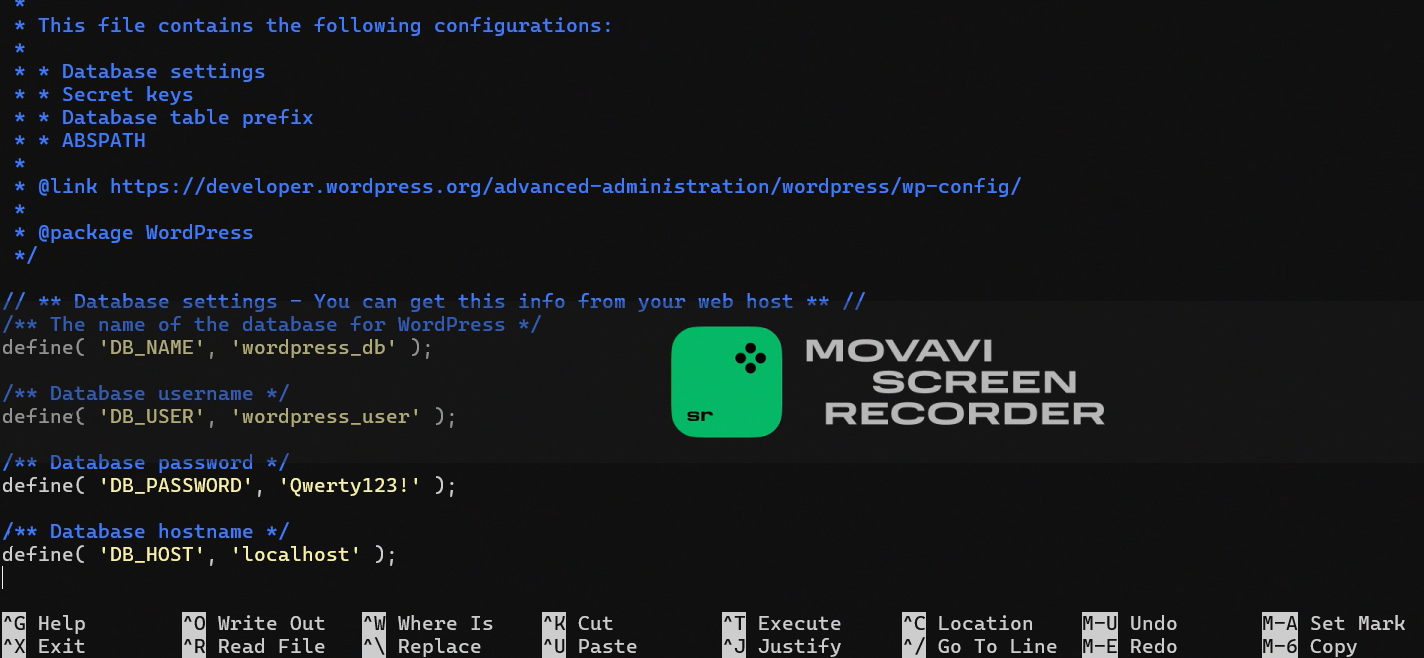 *
* This file contains the following configurations:
*
* * Database settings
* * Secret keys
* * Database table prefix
* * ABSPATH
*
* @link https://developer.wordpress.org/advanced-administration/wordpress/wp-config/
*
* @package WordPress
*/
// ** Database settings - You can get this info from your web host ** //
/** The name of the database for WordPress */
define( 'DB_NAME', 'wordpress_db' );
/** Database username */
define( 'DB_USER', 'wordpress_user' );
/** Database password */
define( 'DB_PASSWORD', 'Qwerty123!' );
/** Database hostname */
define( 'DB_HOST', 'localhost' );
sr
MOVAVI
SCREEN
RECORDER
^G Help ^O Write Out ^W Where Is ^K Cut ^T Execute ^C Location M-U Undo M-A Set Mark
^X Exit ^R Read File ^\ Replace ^U Paste ^J Justify ^/ Go To Line M-E Redo M-6 Copy